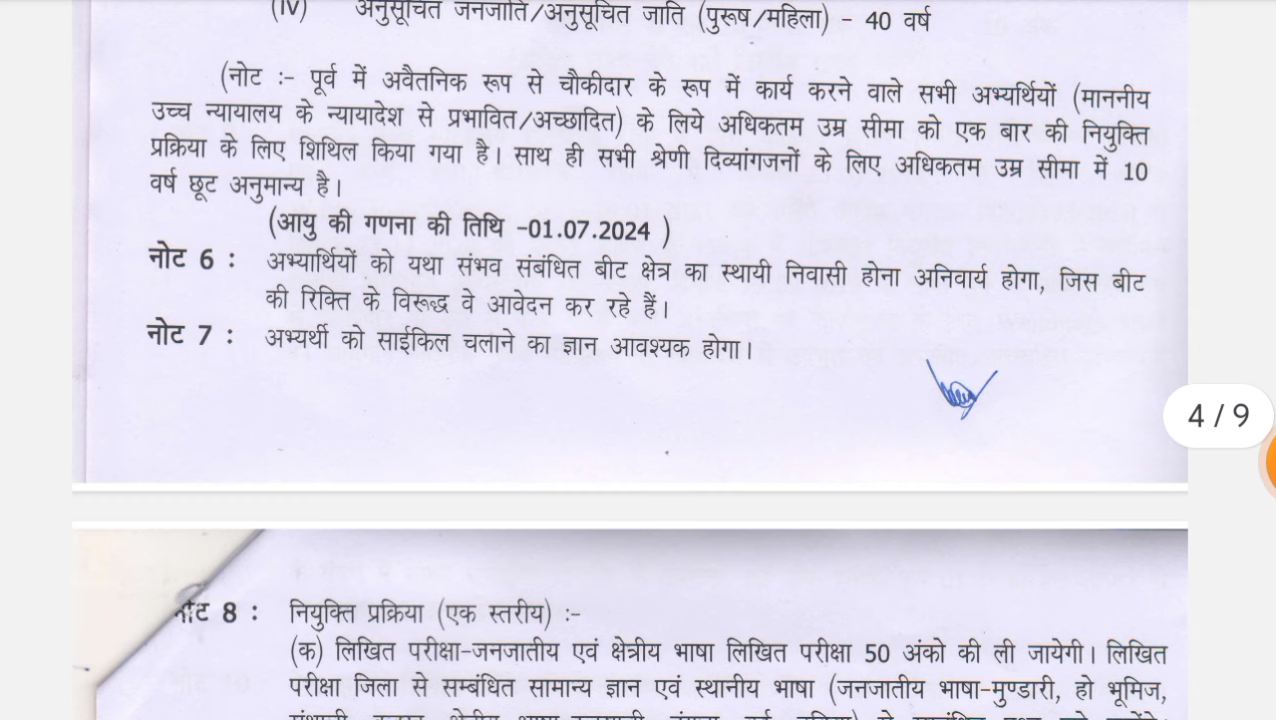 (iv) अनुसूचित जनजाति/अनुसूचित जाति (पुरूष/महिला) - 40 वर्ष
(नोट :- पूर्व में अवैतनिक रूप से चौकीदार के रूप में कार्य करने वाले सभी अभ्यर्थियों (माननीय
उच्च न्यायालय के न्यायादेश से प्रभावित/अच्छादित) के लिये अधिकतम उम्र सीमा को एक बार की नियुक्ति
प्रक्रिया के लिए शिथिल किया गया है। साथ ही सभी श्रेणी दिव्यांगजनों के लिए अधिकतम उम्र सीमा में 10
वर्ष छूट अनुमान्य है।
(आयु की गणना की तिथि -01.07.2024 )
नोट 6 : अभ्यार्थियों को यथा संभव संबंधित बीट क्षेत्र का स्थायी निवासी होना अनिवार्य होगा, जिस बीट
की रिक्ति के विरूद्ध वे आवेदन कर रहे हैं।
नोट 7 : अभ्यर्थी को साईकिल चलाने का ज्ञान आवश्यक होगा।
4 / 9
नोट 8 : नियुक्ति प्रक्रिया (एक स्तरीय) :-
(क) लिखित परीक्षा-जनजातीय एवं क्षेत्रीय भाषा लिखित परीक्षा 50 अंको की ली जायेगी। लिखित
परीक्षा जिला से सम्बंधित सामान्य ज्ञान एवं स्थानीय भाषा (जनजातीय भाषा-मुण्डारी, हो भूमिज,